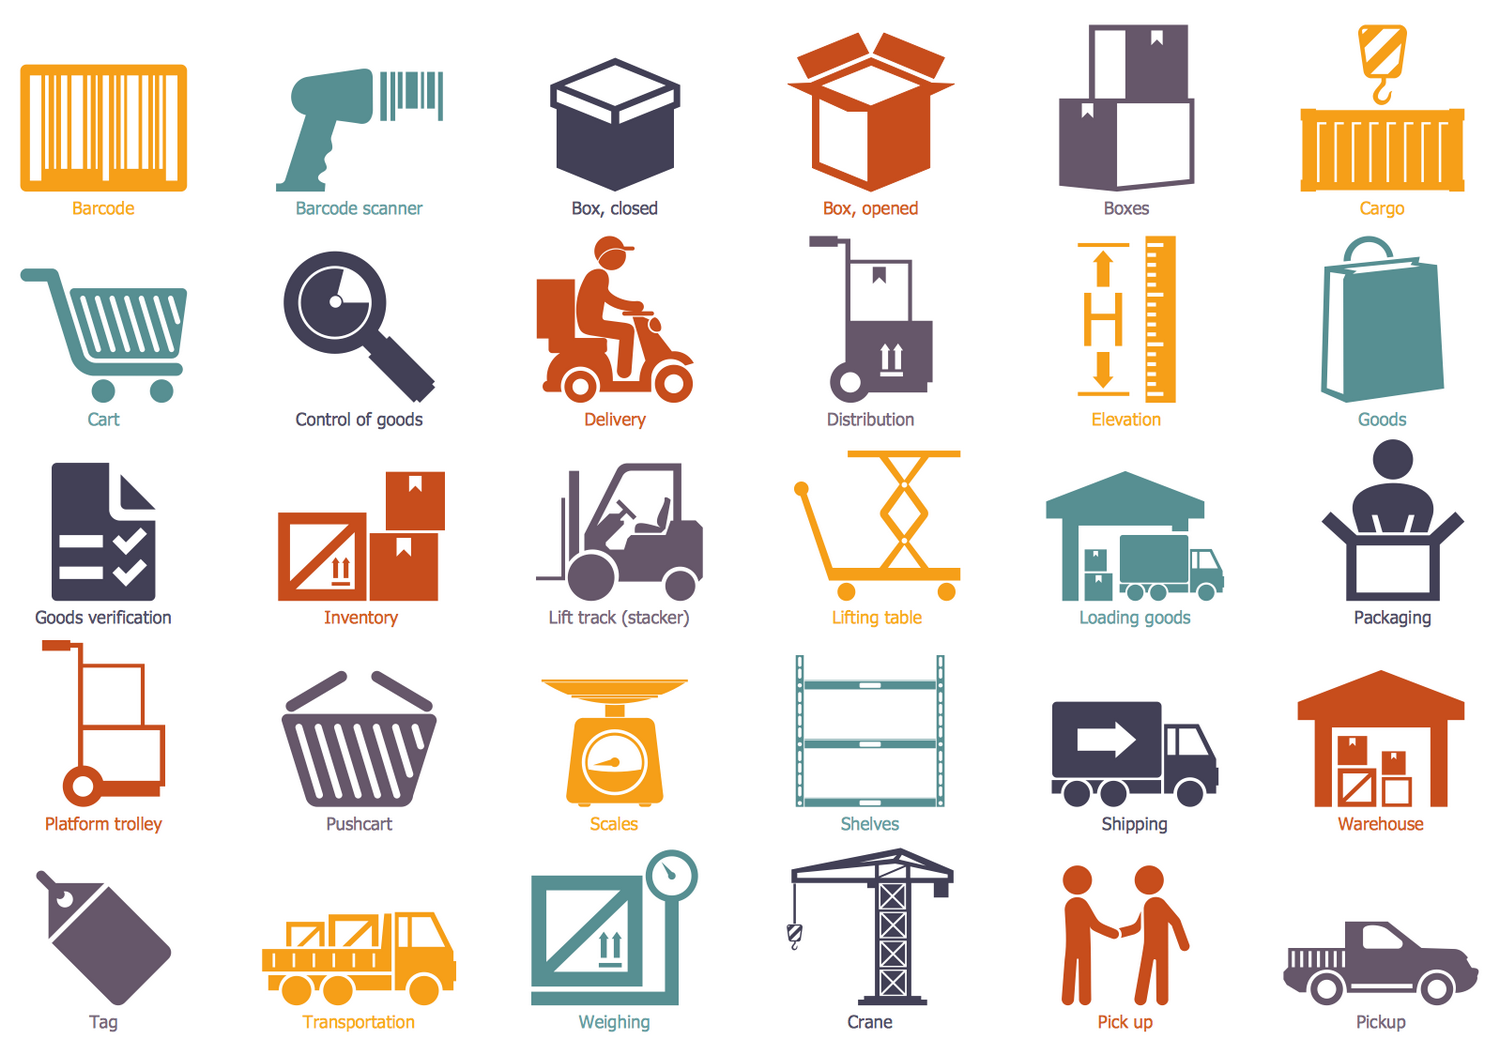 Barcode
Barcode scanner
Box, closed
Box, opened
Boxes
Cargo
H
Cart
Control of goods
Delivery
Distribution
Elevation
Goods
Goods verification
Inventory
Lift track (stacker)
Lifting table
Loading goods
Packaging
Platform trolley
Pushcart
Scales
Shelves
Shipping
Warehouse
Tag
Transportation
Weighing
Crane
Pick up
Pickup